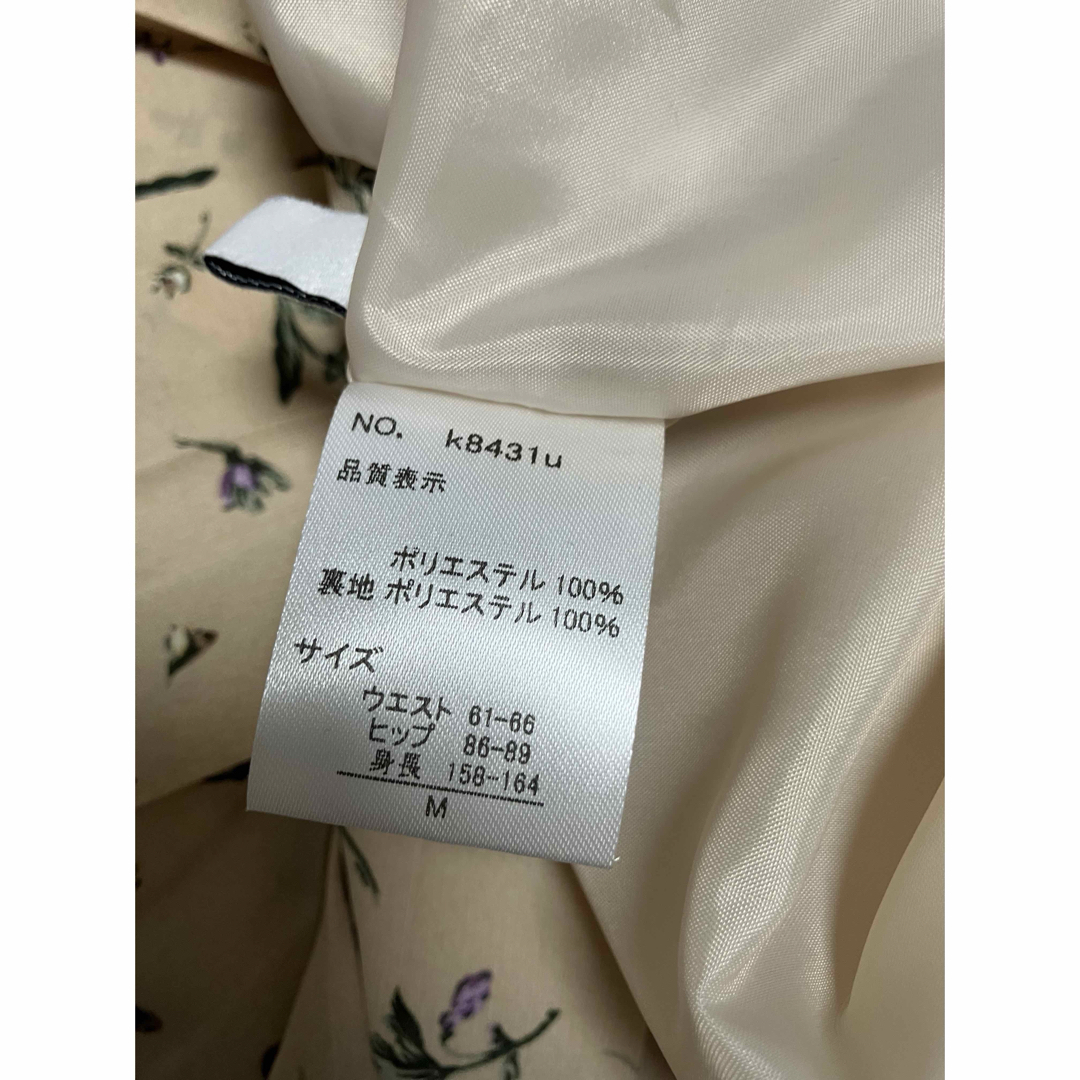 NO. k8431u
品質表示
ポリエステル 100%
裏地 ポリエステル 100%
サイズ
ウエスト 61-66
ヒップ 86-89
身長 158-164
M